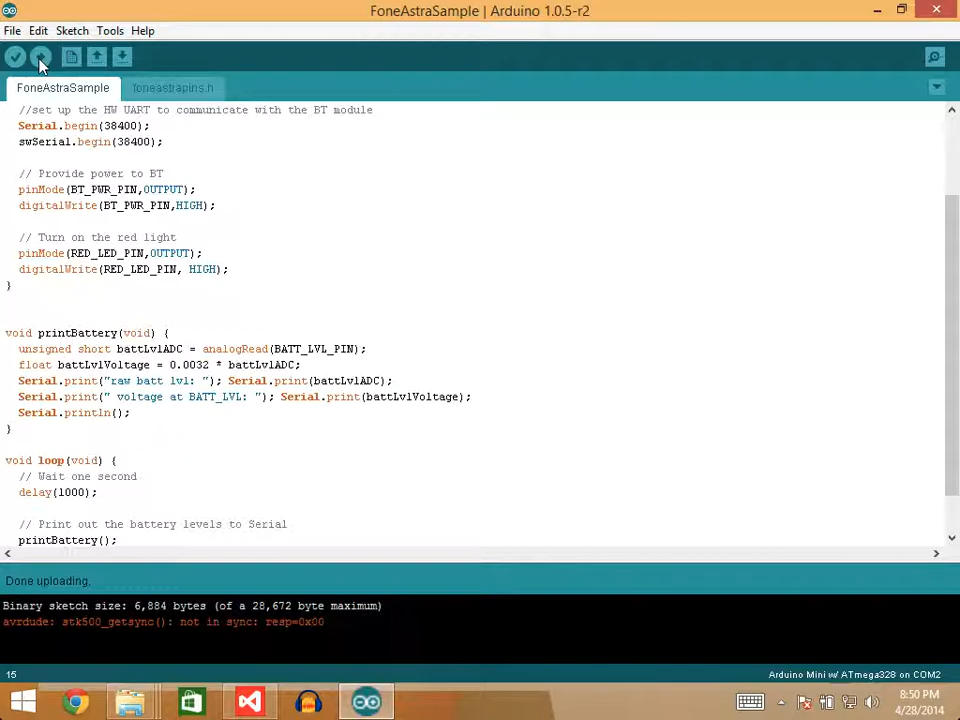 FoneAstraSample | Arduino 1.0.5-r2
File Edit Sketch Tools Help
FoneAstraSample foneastrapins.h
//set up the HW UART to communicate with the BT module
Serial.begin(38400);
swSerial.begin(38400);
// Provide power to BT
pinMode(BT_PWR_PIN,OUTPUT);
digitalWrite(BT_PWR_PIN,HIGH);
// Turn on the red light
pinMode(RED_LED_PIN,OUTPUT);
digitalWrite(RED_LED_PIN, HIGH);
}
void printBattery(void) {
unsigned short battLvlADC = analogRead(BATT_LVL_PIN);
float battLvlVoltage = 0.0032 * battLvlADC;
Serial.print("raw batt lvl: "); Serial.print(battLvlADC);
Serial.print(" voltage at BATT_LVL: "); Serial.print(battLvlVoltage);
Serial.println();
}
void loop(void) {
// Wait one second
delay(1000);
// Print out the battery levels to Serial
printBattery();
Done uploading.
Binary sketch size: 6,884 bytes (of a 28,672 byte maximum)
avrdude: stk500_getsync(): not in sync: resp=0x00
15 Arduino Mini w/ ATmega328 on COM2
8:50 PM
4/28/2014